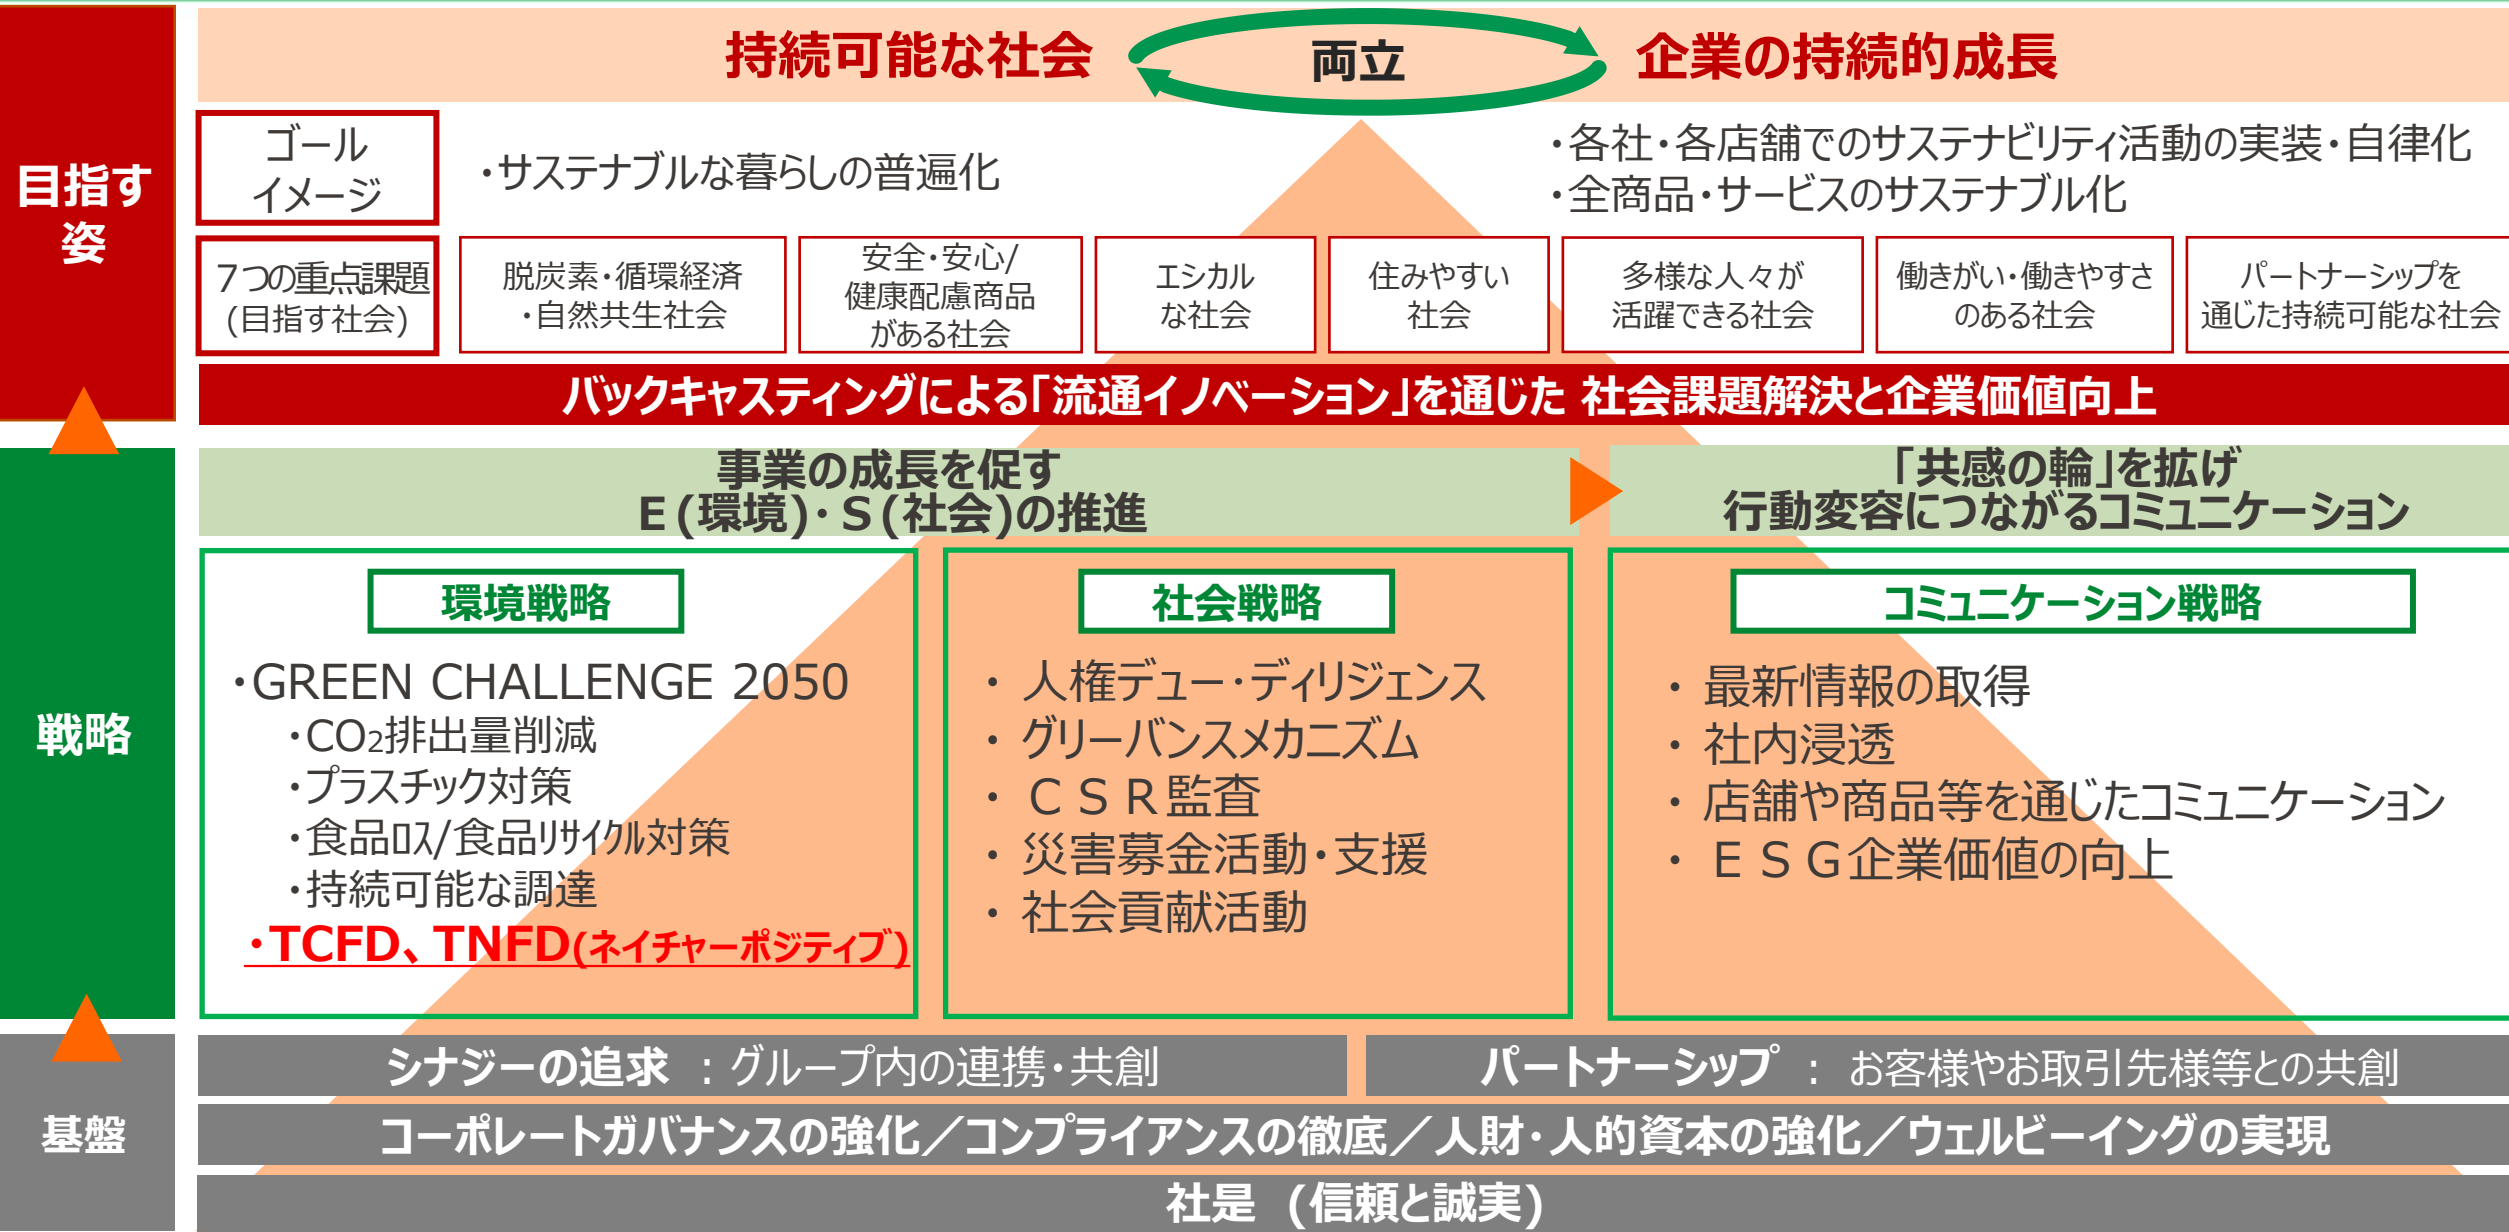 目指す
姿
持続可能な社会
両立
企業の持続的成長
ゴール
イメージ
・サステナブルな暮らしの普遍化
・各社・各店舗でのサステナビリティ活動の実装・自律化
・全商品・サービスのサステナブル化
7つの重点課題
(目指す社会)
脱炭素・循環経済
・自然共生社会
安全・安心/
健康配慮商品
がある社会
エシカル
な社会
住みやすい
社会
多様な人々が
活躍できる社会
働きがい・働きやすさ
のある社会
パートナーシップを
通じた持続可能な社会
バックキャスティングによる「流通イノベーション」を通じた 社会課題解決と企業価値向上
戦略
事業の成長を促す
E(環境)・S(社会)の推進
「共感の輪」を拡げ
行動変容につながるコミュニケーション
環境戦略
・GREEN CHALLENGE 2050
・CO₂排出量削減
・プラスチック対策
・食品ロス/食品リサイクル対策
・持続可能な調達
・TCFD、TNFD(ネイチャーポジティブ)
社会戦略
・ 人権デュー・ディリジェンス
・ グリーバンスメカニズム
・ CSR監査
・ 災害募金活動・支援
・ 社会貢献活動
コミュニケーション戦略
・ 最新情報の取得
・ 社内浸透
・ 店舗や商品等を通じたコミュニケーション
・ ESG企業価値の向上
基盤
シナジーの追求 : グループ内の連携・共創
パートナーシップ : お客様やお取引先様等との共創
コーポレートガバナンスの強化／コンプライアンスの徹底／人財・人的資本の強化／ウェルビーイングの実現
社是 (信頼と誠実)